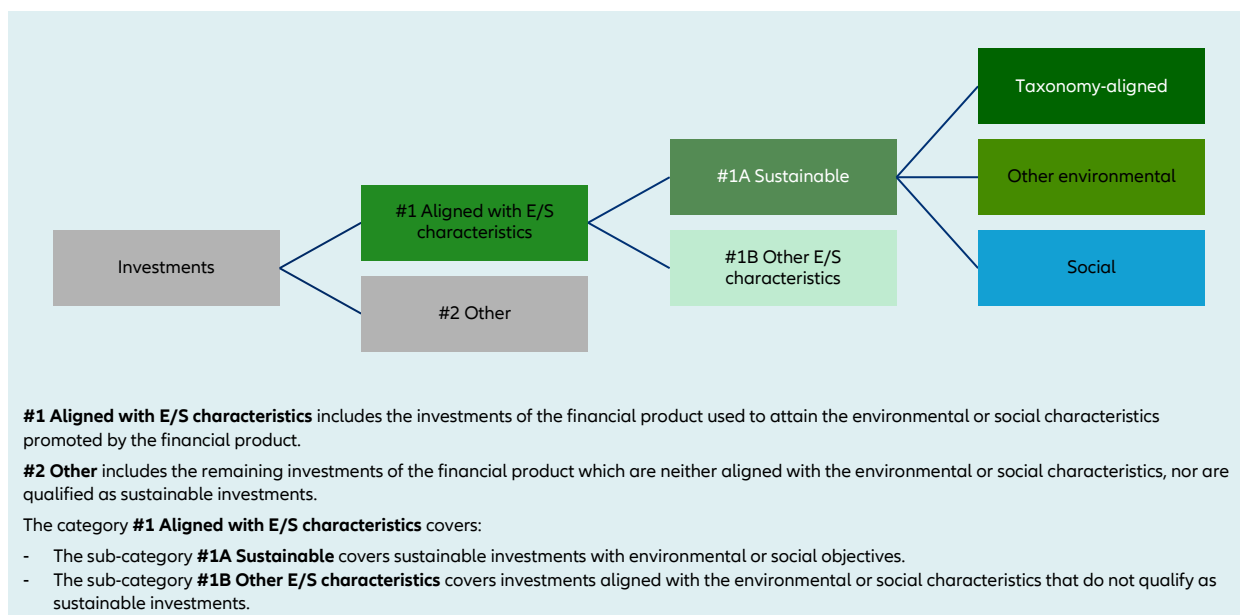 Taxonomy-aligned
#1A Sustainable
Other environmental
#1 Aligned with E/S
characteristics
#1B Other E/S
characteristics
Investments
Social
#2 Other
#1 Aligned with E/S characteristics includes the investments of the financial product used to attain the environmental or social characteristics
promoted by the financial product.
#2 Other includes the remaining investments of the financial product which are neither aligned with the environmental or social characteristics, nor are
qualified as sustainable investments.
The category #1 Aligned with E/S characteristics covers:
- The sub-category #1A Sustainable covers sustainable investments with environmental or social objectives.
- The sub-category #1B Other E/S characteristics covers investments aligned with the environmental or social characteristics that do not qualify as
sustainable investments.